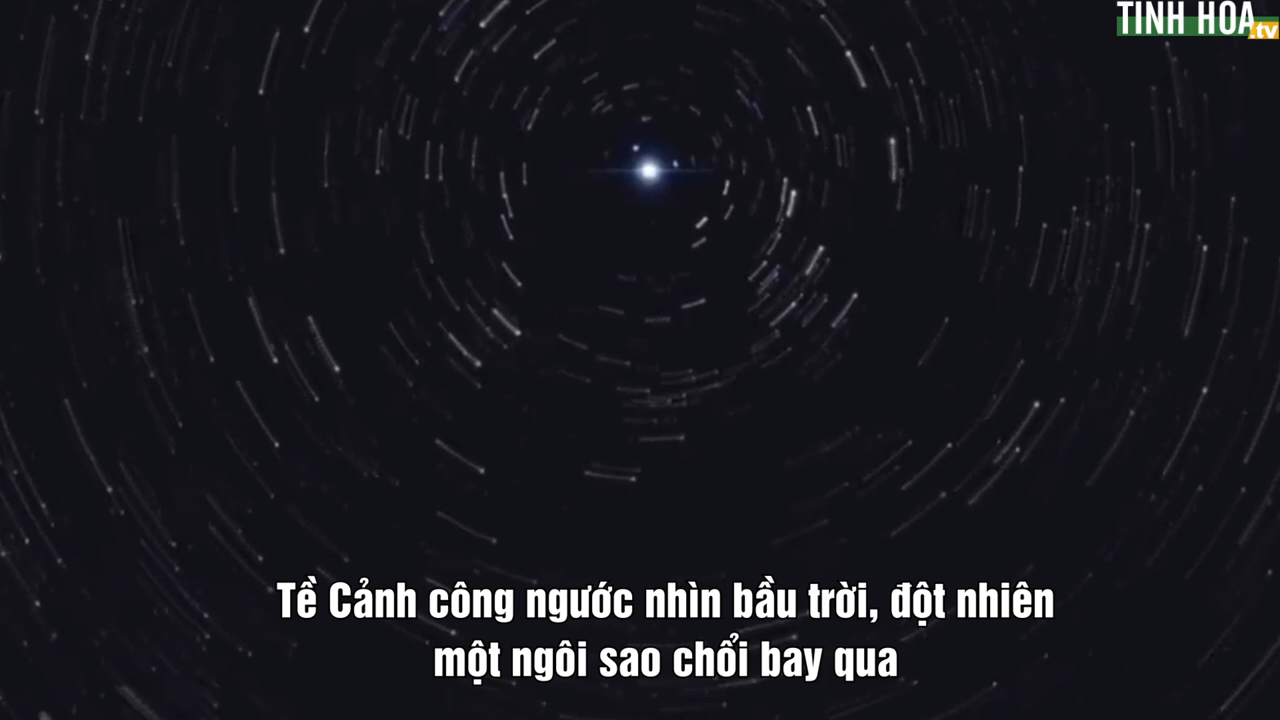 TINH HOA.tv
Tề Cảnh công ngước nhìn bầu trời, đột nhiên
một ngôi sao chổi bay qua